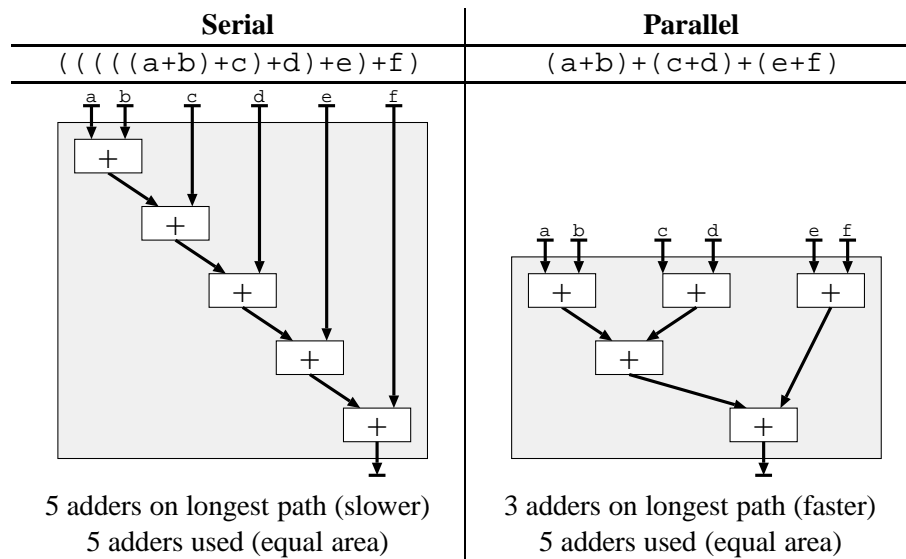 Serial
(((((a+b)+c)+d)+e)+f)
a b c d e f
+
+
+
+
+
5 adders on longest path (slower)
5 adders used (equal area)
Parallel
(a+b)+(c+d)+(e+f)
a b c d e f
+ + +
+
+
3 adders on longest path (faster)
5 adders used (equal area)